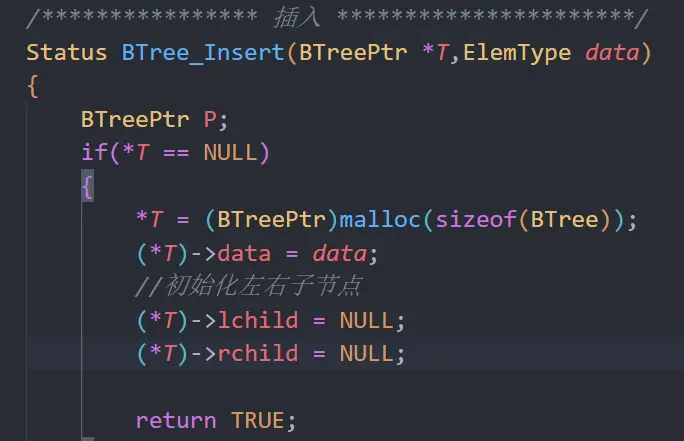 /**************** 插入 **********************/
Status BTree_Insert(BTreePtr *T,ElemType data)
{
    BTreePtr P;
    if(*T == NULL)
    {
        *T = (BTreePtr)malloc(sizeof(BTree));
        (*T)->data = data;
        //初始化左右子节点
        (*T)->lchild = NULL;
        (*T)->rchild = NULL;
        return TRUE;